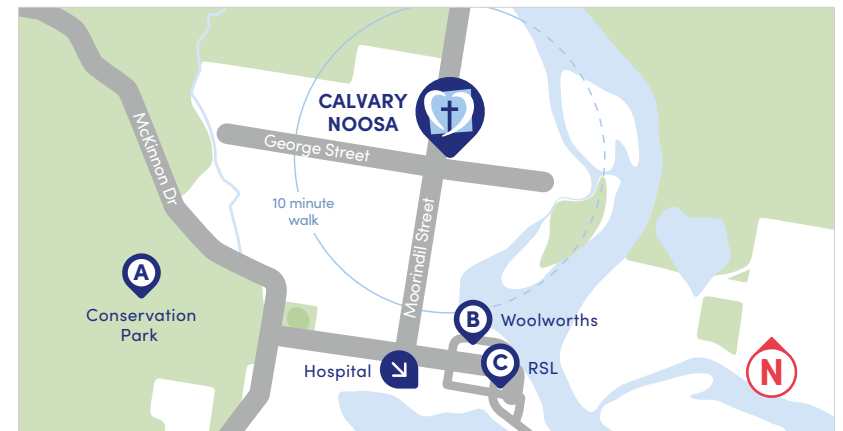 CALVARY
NOOSA
George Street
McKinnon Dr
10 minute
walk
Moorindil Street
A
Conservation
Park
B
Woolworths
Hospital
C
RSL
N